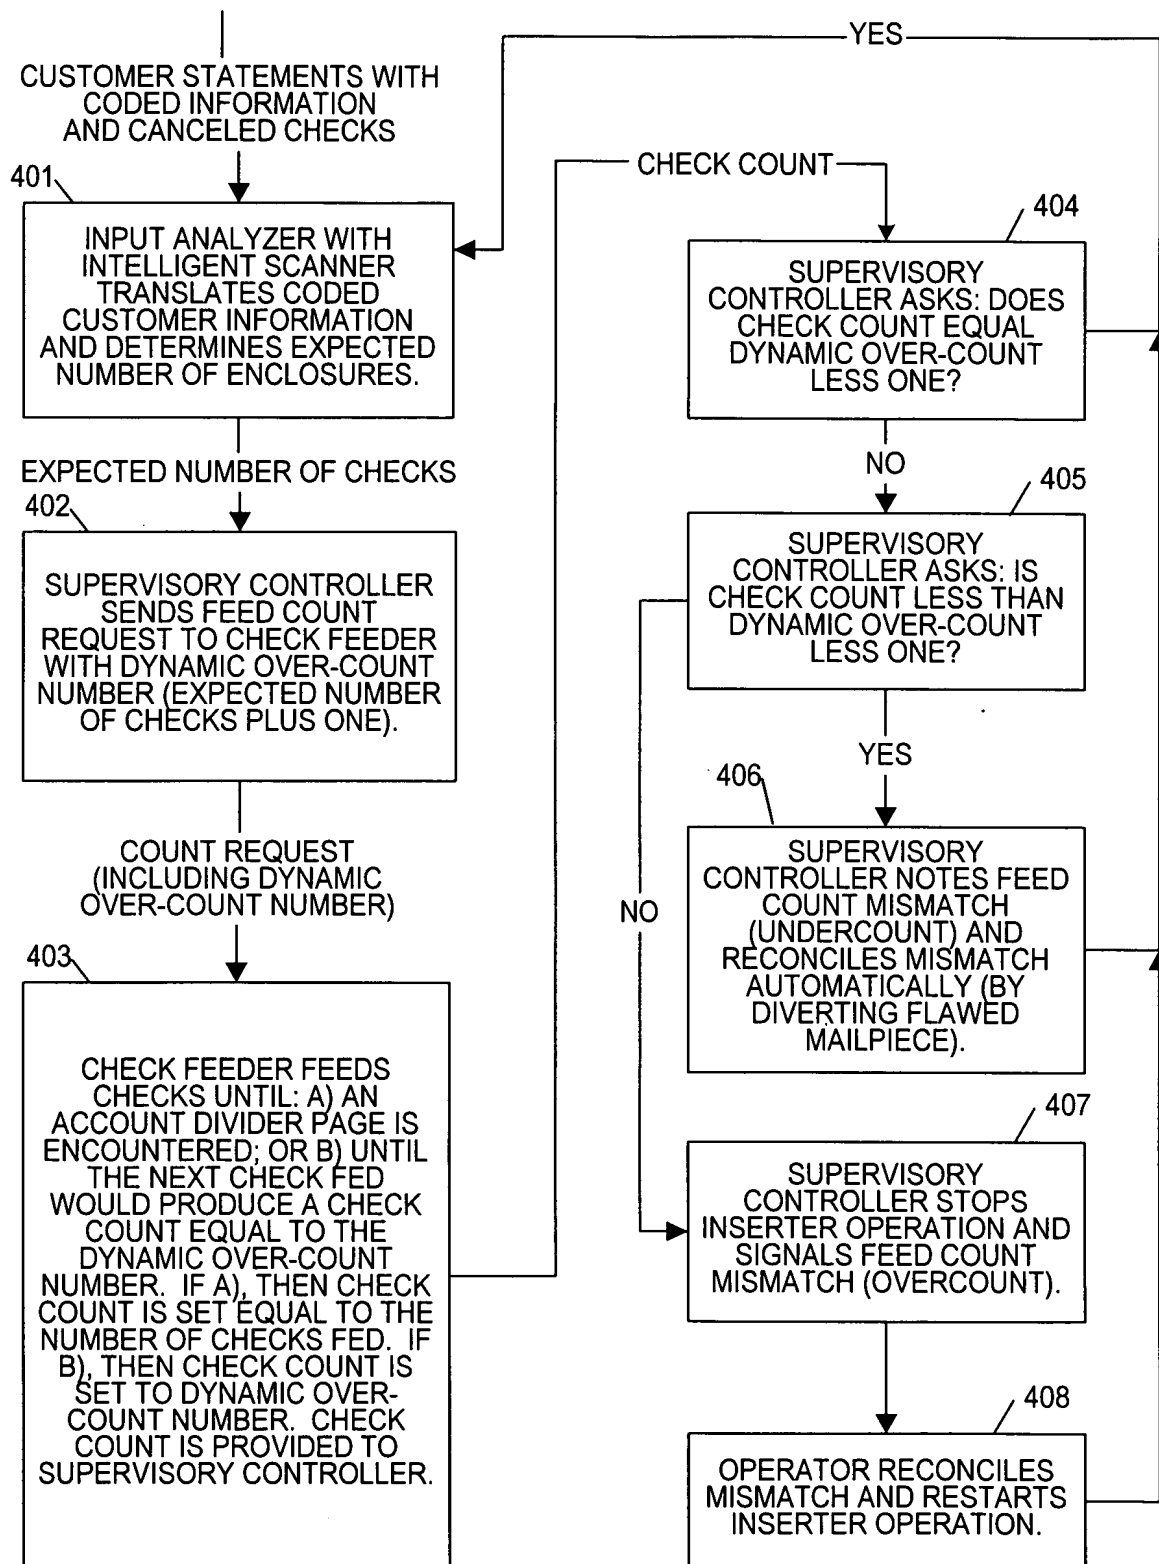 CUSTOMER STATEMENTS WITH
CODED INFORMATION
AND CANCELED CHECKS
401
INPUT ANALYZER WITH
INTELLIGENT SCANNER
TRANSLATES CODED
CUSTOMER INFORMATION
AND DETERMINES EXPECTED
NUMBER OF ENCLOSURES.
EXPECTED NUMBER OF CHECKS
402
SUPERVISORY CONTROLLER
SENDS FEED COUNT
REQUEST TO CHECK FEEDER
WITH DYNAMIC OVER-COUNT
NUMBER (EXPECTED NUMBER
OF CHECKS PLUS ONE).
COUNT REQUEST
(INCLUDING DYNAMIC
OVER-COUNT NUMBER)
403
CHECK FEEDER FEEDS
CHECKS UNTIL: A) AN
ACCOUNT DIVIDER PAGE IS
ENCOUNTERED; OR B) UNTIL
THE NEXT CHECK FED
WOULD PRODUCE A CHECK
COUNT EQUAL TO THE
DYNAMIC OVER-COUNT
NUMBER. IF A), THEN CHECK
COUNT IS SET EQUAL TO THE
NUMBER OF CHECKS FED. IF
B), THEN CHECK COUNT IS
SET TO DYNAMIC OVER-
COUNT NUMBER. CHECK
COUNT IS PROVIDED TO
SUPERVISORY CONTROLLER.
CHECK COUNT
YES
404
SUPERVISORY
CONTROLLER ASKS: DOES
CHECK COUNT EQUAL
DYNAMIC OVER-COUNT
LESS ONE?
NO
405
SUPERVISORY
CONTROLLER ASKS: IS
CHECK COUNT LESS THAN
DYNAMIC OVER-COUNT
LESS ONE?
YES
NO
406
SUPERVISORY
CONTROLLER NOTES FEED
COUNT MISMATCH
(UNDERCOUNT) AND
RECONCILES MISMATCH
AUTOMATICALLY (BY
DIVERTING FLAWED
MAILPIECE).
407
SUPERVISORY
CONTROLLER STOPS
INSERTER OPERATION AND
SIGNALS FEED COUNT
MISMATCH (OVERCOUNT).
408
OPERATOR RECONCILES
MISMATCH AND RESTARTS
INSERTER OPERATION.